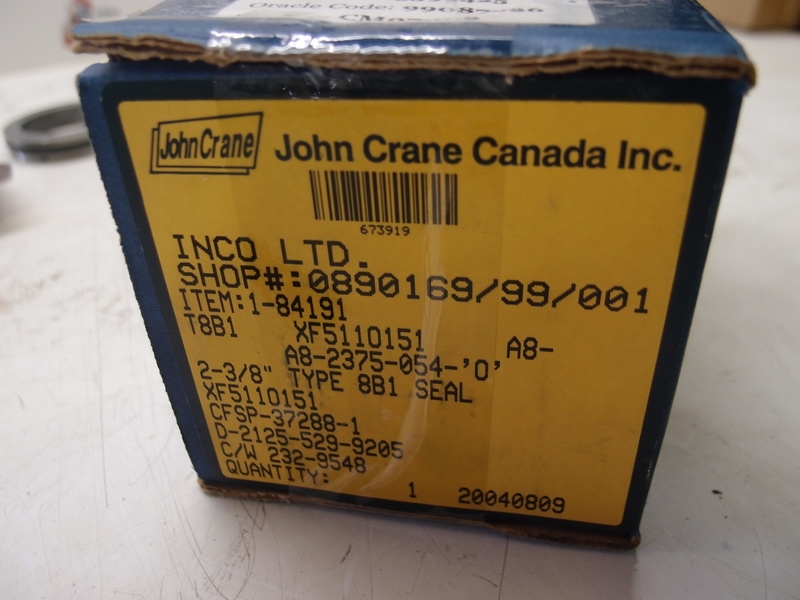 Oracle Code:
John Crane
John Crane Canada Inc.
673919
INCO LTD.
SHOP#:0890169/99/001
ITEM:1-84191
T8B1 XF5110151 A8-
A8-2375-054-'O'
2-3/8" TYPE 8B1 SEAL
XF5110151
CFSP-37288-1
D-2125-529-9205
C/W 232-9548
QUANTITY: 1 20040809